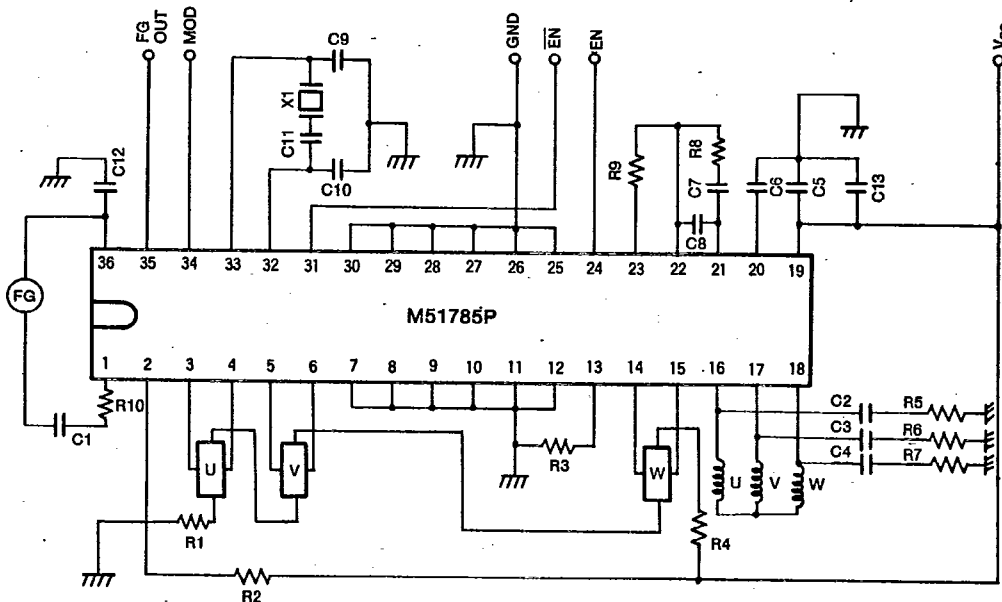 FG
OUT
MOD
C9
GND
EN
EN
X1
C11
C10
C12
R9
R8
C7
C8
C6
C5
C13
36 35 34 33 32 31 30 29 28 27 26 25 24 23 22 21 20 19
FG
M51785P
1 2 3 4 5 6 7 8 9 10 11 12 13 14 15 16 17 18
R10
C1
C2 R5
C3 R6
C4 R7
R3
U
V
W
U V W
R1
R4
R2